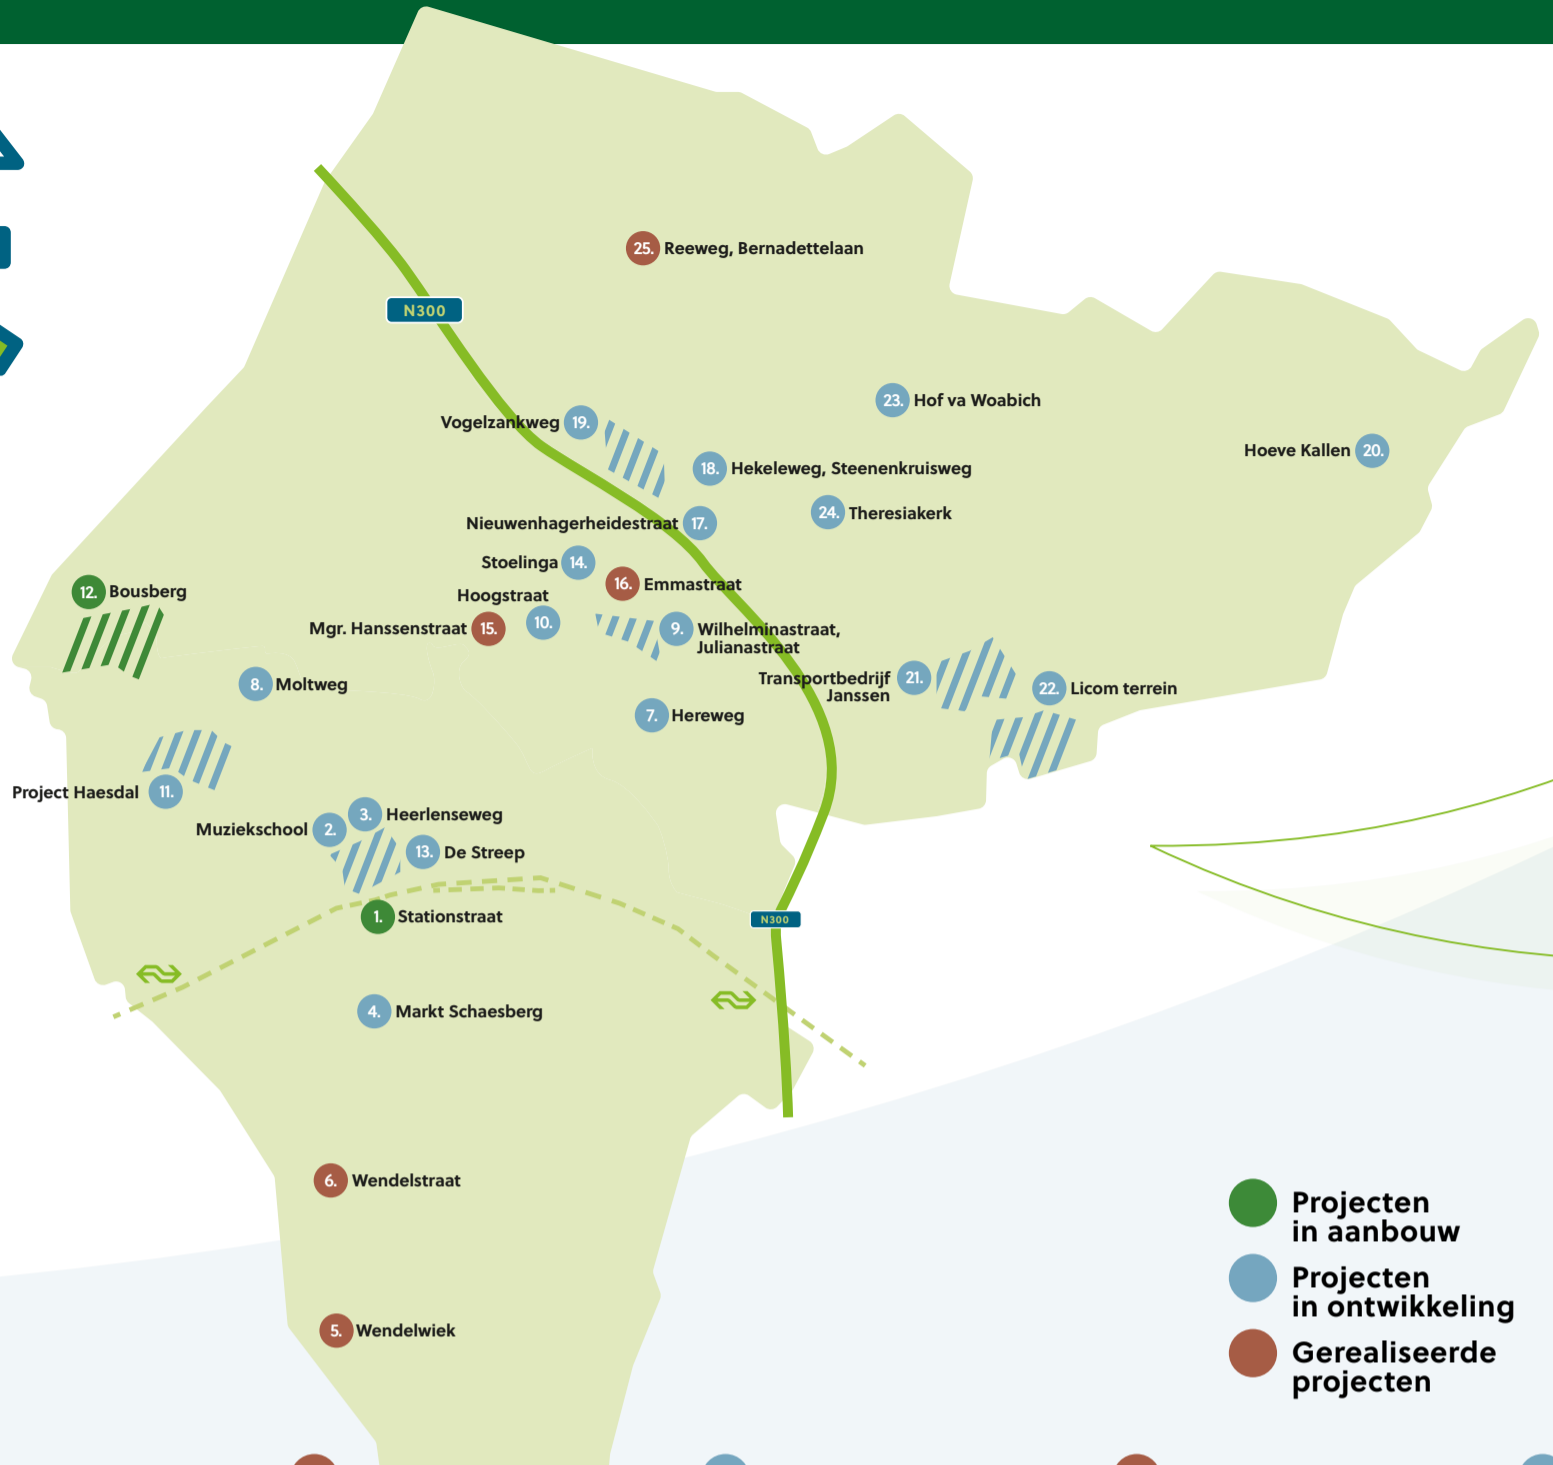 25. Reeweg, Bernadettelaan
N300
23. Hof va Woabich
Vogelzankweg 19.
Hoeve Kallen 20.
18. Hekeleweg, Steenenkruisweg
24. Theresiakerk
Nieuwenhagerheidestraat 17.
Stoelinga 14.
16. Emmastraat
12. Bousberg
Hoogstraat
10.
Mgr. Hanssenstraat 15.
9. Wilhelminastraat,
Julianastraat
Transportbedrijf
Janssen
21.
8. Moltweg
22. Licom terrein
7. Hereweg
Project Haesdal 11.
3. Heerlenseweg
Muziekschool 2.
13. De Streep
1. Stationstraat
N300
4. Markt Schaesberg
6. Wendelstraat
5. Wendelwiek
Projecten
in aanbouw
Projecten
in ontwikkeling
Gerealiseerde
projecten